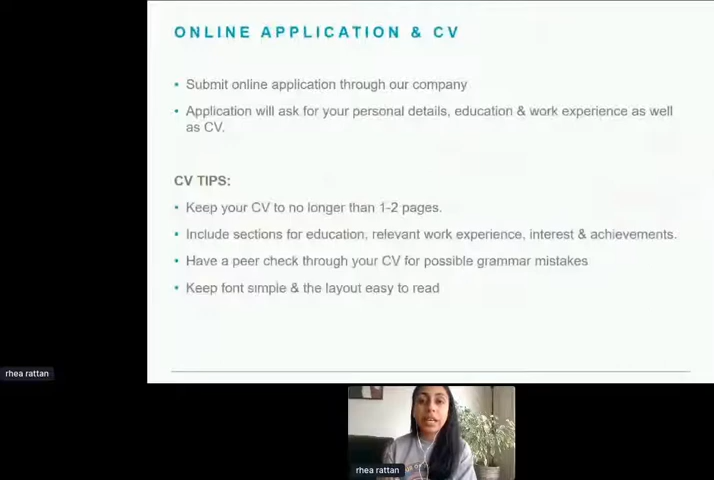 ONLINE APPLICATION & CV
• Submit online application through our company
• Application will ask for your personal details, education & work experience as well
as CV.
CV TIPS:
• Keep your CV to no longer than 1-2 pages.
• Include sections for education, relevant work experience, interest & achievements.
• Have a peer check through your CV for possible grammar mistakes
• Keep font simple & the layout easy to read
rhea rattan
rhea rattan